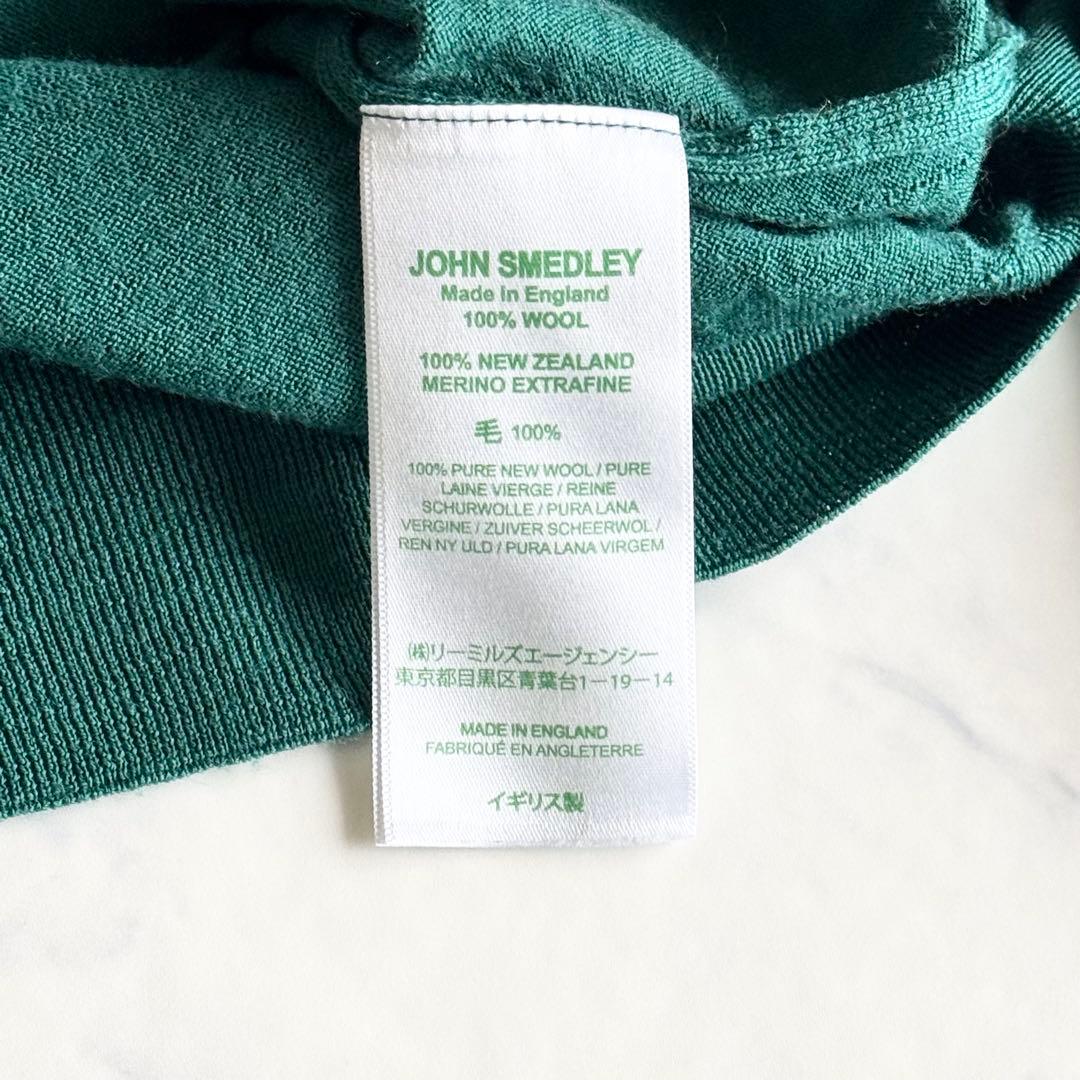 JOHN SMEDLEY
Made In England
100% WOOL
100% NEW ZEALAND
MERINO EXTRAFINE
毛 100%
100% PURE NEW WOOL / PURE
LAINE VIERGE / REINE
SCHURWOLLE / PURA LANA
VERGINE / ZUIVER SCHEERWOL /
REN NY ULD / PURA LANA VIRGEM
㈱リーミルズエージェンシー
東京都目黒区青葉台1-19-14
MADE IN ENGLAND
FABRIQUÉ EN ANGLETERRE
イギリス製